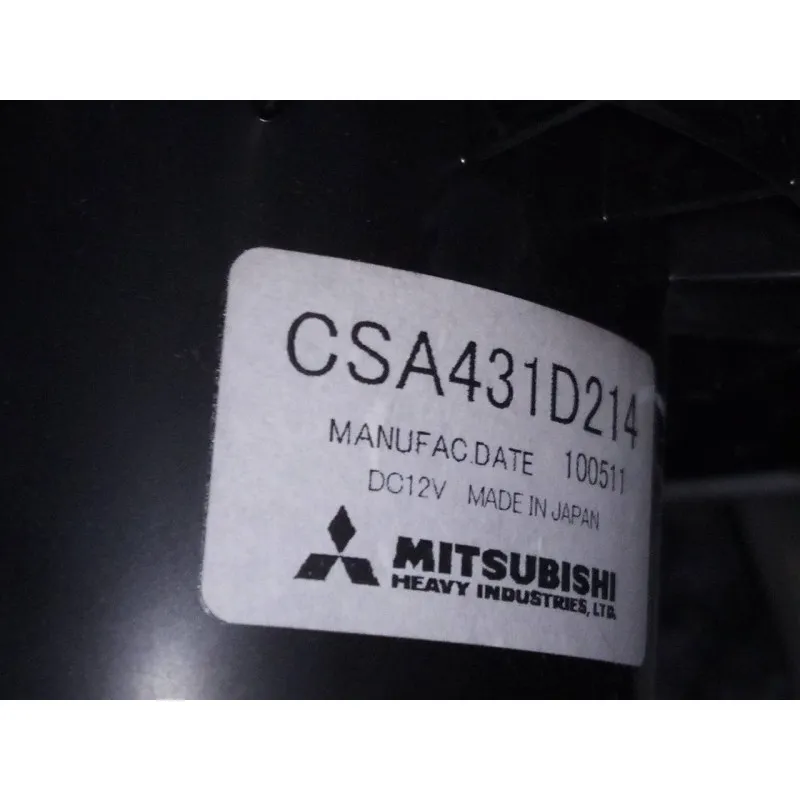 CSA431D214
MANUFAC.DATE 100511
DC12V MADE IN JAPAN
MITSUBISHI
HEAVY INDUSTRIES, LTD.